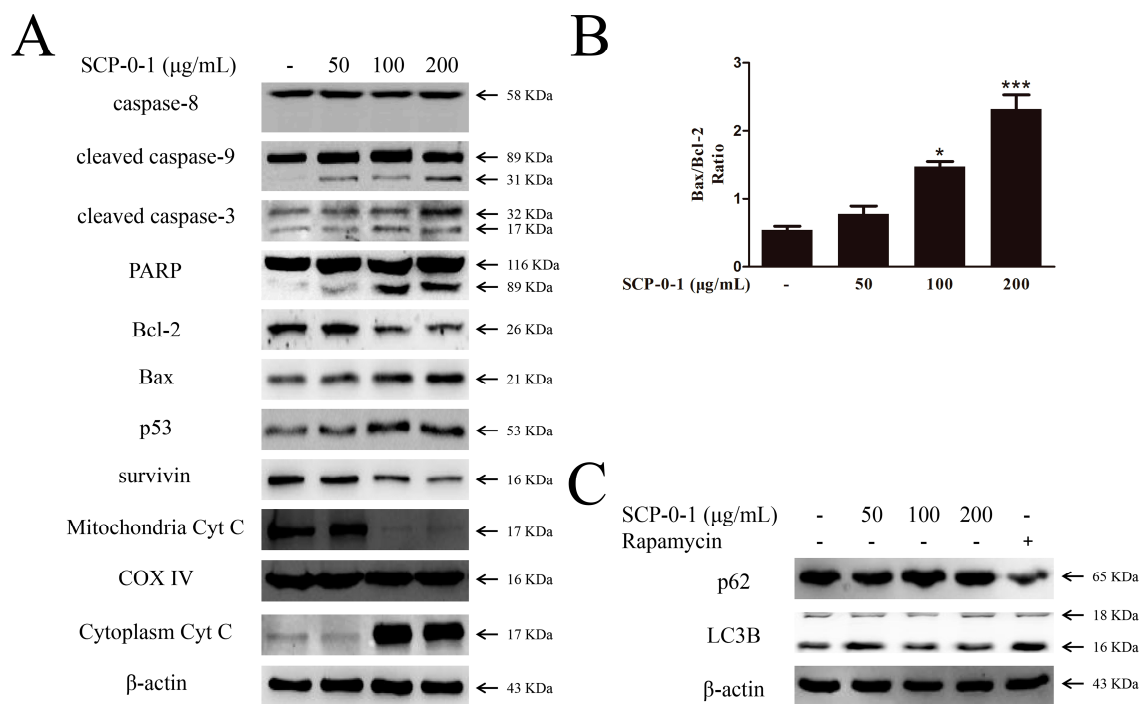 A
SCP-0-1 (μg/mL) - 50 100 200
caspase-8 ← 58 KDa
cleaved caspase-9 ← 89 KDa
← 31 KDa
cleaved caspase-3 ← 32 KDa
← 17 KDa
PARP ← 116 KDa
← 89 KDa
Bcl-2 ← 26 KDa
Bax ← 21 KDa
p53 ← 53 KDa
survivin ← 16 KDa
Mitochondria Cyt C ← 17 KDa
COX IV ← 16 KDa
Cytoplasm Cyt C ← 17 KDa
β-actin ← 43 KDa
B
Bax/Bcl-2
Ratio
3
2
1
0
*
***
SCP-0-1 (μg/mL) - 50 100 200
C
SCP-0-1 (μg/mL) - 50 100 200 -
Rapamycin - - - - +
p62 ← 65 KDa
← 18 KDa
LC3B
← 16 KDa
β-actin ← 43 KDa